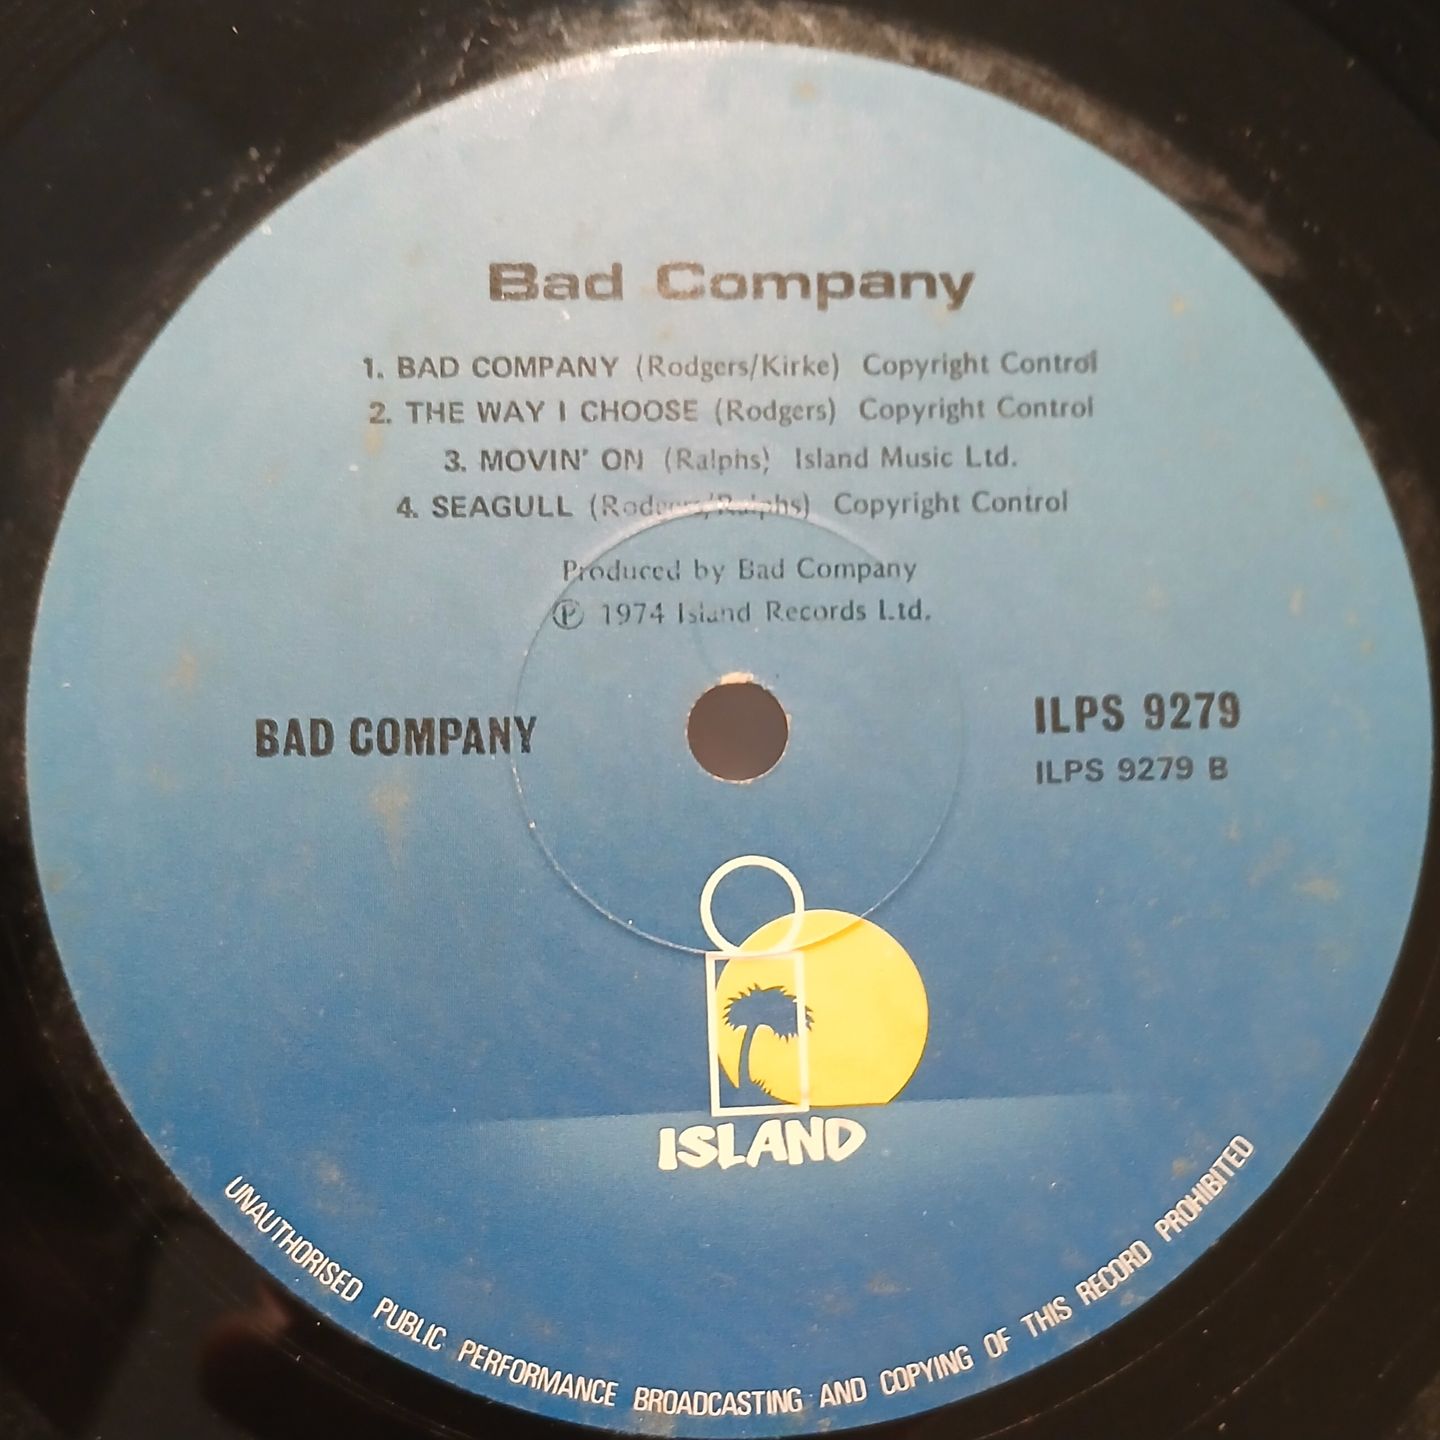 Bad Company
1. BAD COMPANY (Rodgers/Kirke) Copyright Control
2. THE WAY I CHOOSE (Rodgers) Copyright Control
3. MOVIN' ON (Ralphs) Island Music Ltd.
4. SEAGULL (Rodgers/Ralphs) Copyright Control
Produced by Bad Company
℗ 1974 Island Records Ltd.
BAD COMPANY
ILPS 9279
ILPS 9279 B
ISLAND
UNAUTHORISED PUBLIC PERFORMANCE BROADCASTING AND COPYING OF THIS RECORD PROHIBITED